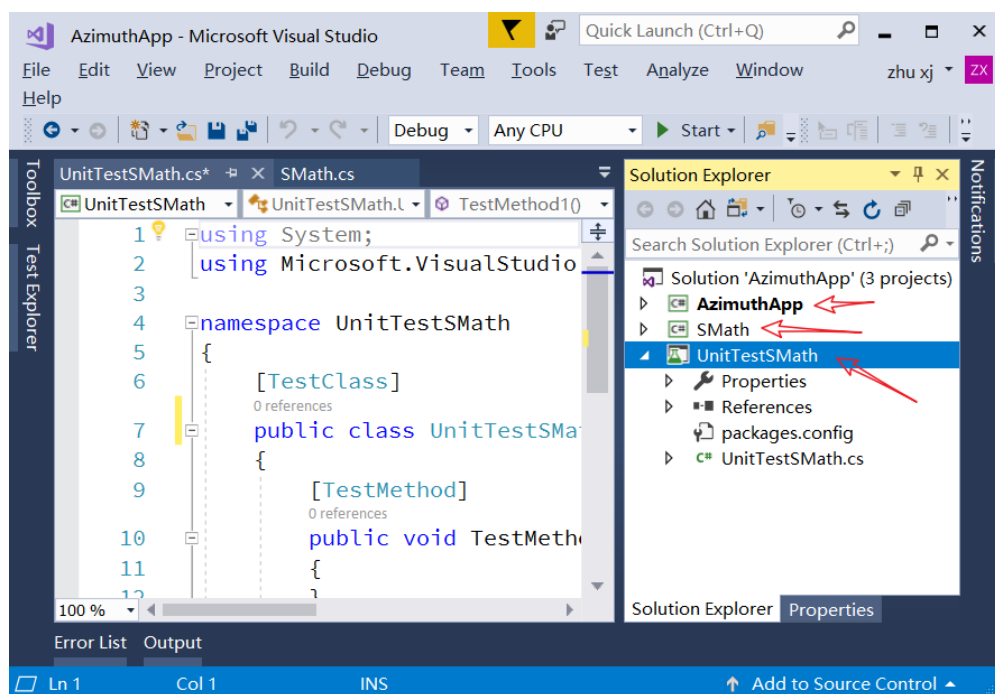 AzimuthApp - Microsoft Visual Studio
Quick Launch (Ctrl+Q)
File Edit View Project Build Debug Team Tools Test Analyze Window
zhu xj ZX
Help
Debug Any CPU Start
Toolbox
Test Explorer
UnitTestSMath.cs* SMath.cs
C# UnitTestSMath UnitTestSMath.U TestMethod1()
1 using System;
2 using Microsoft.VisualStudio
3
4 namespace UnitTestSMath
5 {
6 [TestClass]
0 references
7 public class UnitTestSMa
8 {
9 [TestMethod]
0 references
10 public void TestMeth
11 {
12 }
100 %
Solution Explorer
Search Solution Explorer (Ctrl+;)
Solution 'AzimuthApp' (3 projects)
C# AzimuthApp
C# SMath
UnitTestSMath
Properties
References
packages.config
C# UnitTestSMath.cs
Solution Explorer Properties
Notifications
Error List Output
Ln 1 Col 1 INS Add to Source Control